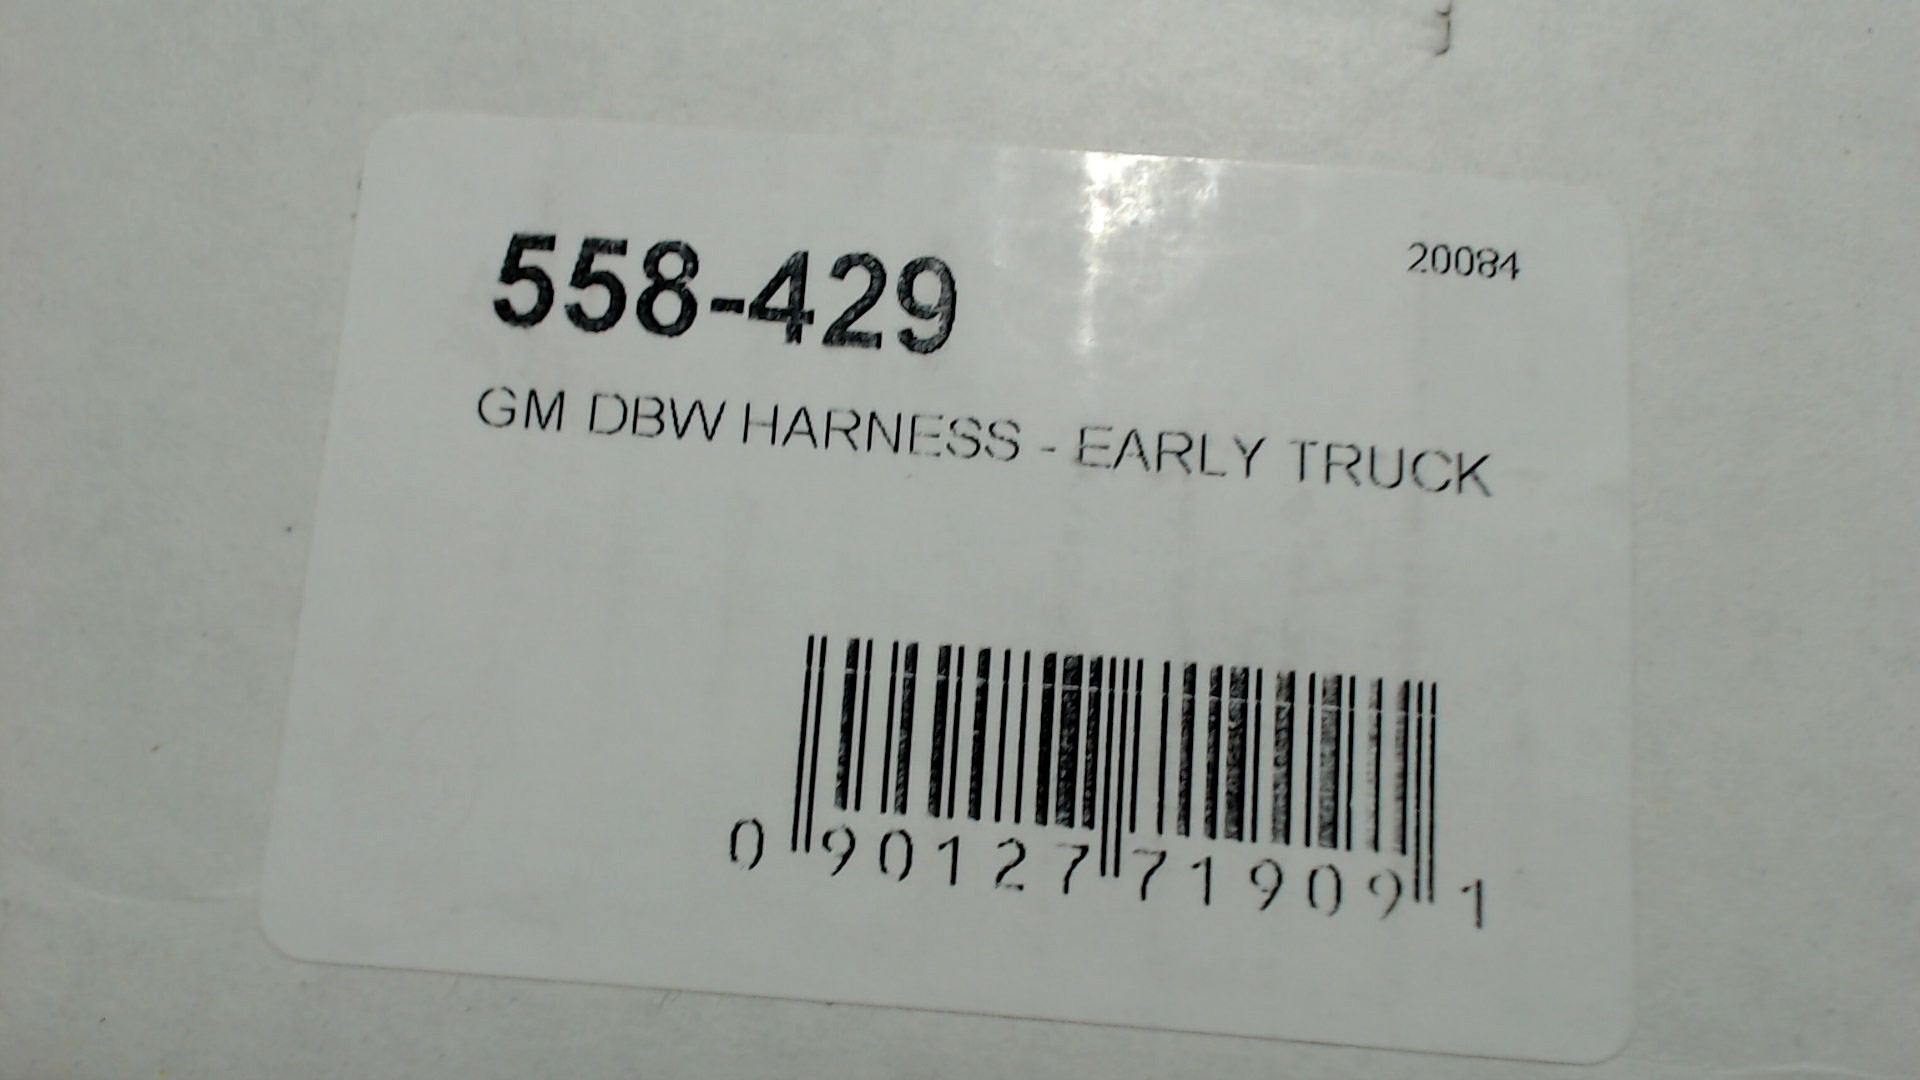 558-429
20084
GM DBW HARNESS - EARLY TRUCK
0 90127 71909 1